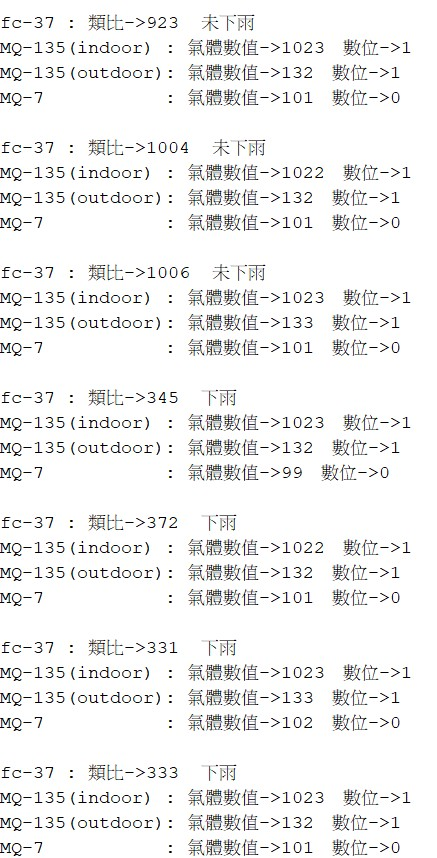 fc-37 : 類比->923  未下雨
MQ-135(indoor) : 氣體數值->1023  數位->1
MQ-135(outdoor): 氣體數值->132  數位->1
MQ-7           : 氣體數值->101  數位->0
fc-37 : 類比->1004  未下雨
MQ-135(indoor) : 氣體數值->1022  數位->1
MQ-135(outdoor): 氣體數值->132  數位->1
MQ-7           : 氣體數值->101  數位->0
fc-37 : 類比->1006  未下雨
MQ-135(indoor) : 氣體數值->1023  數位->1
MQ-135(outdoor): 氣體數值->133  數位->1
MQ-7           : 氣體數值->101  數位->0
fc-37 : 類比->345  下雨
MQ-135(indoor) : 氣體數值->1023  數位->1
MQ-135(outdoor): 氣體數值->132  數位->1
MQ-7           : 氣體數值->99  數位->0
fc-37 : 類比->372  下雨
MQ-135(indoor) : 氣體數值->1022  數位->1
MQ-135(outdoor): 氣體數值->132  數位->1
MQ-7           : 氣體數值->101  數位->0
fc-37 : 類比->331  下雨
MQ-135(indoor) : 氣體數值->1023  數位->1
MQ-135(outdoor): 氣體數值->133  數位->1
MQ-7           : 氣體數值->102  數位->0
fc-37 : 類比->333  下雨
MQ-135(indoor) : 氣體數值->1023  數位->1
MQ-135(outdoor): 氣體數值->132  數位->1
MQ-7           : 氣體數值->101  數位->0